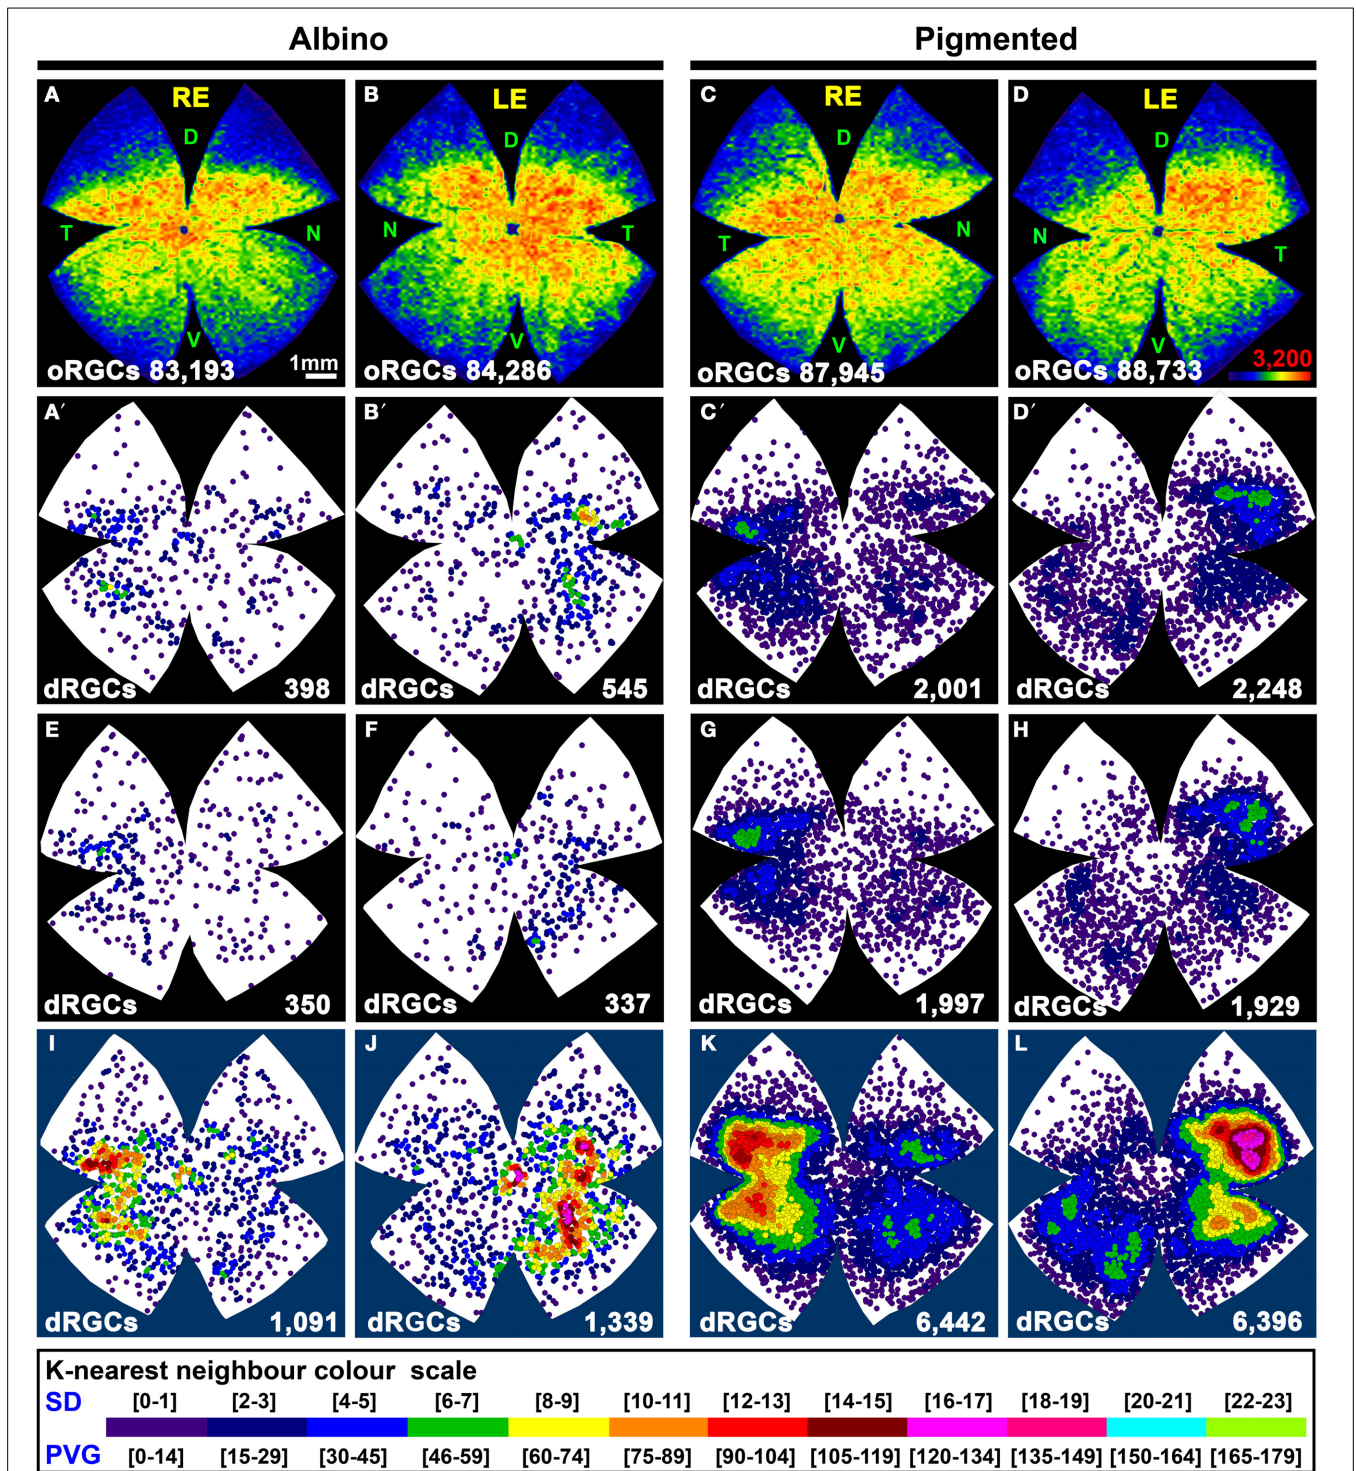 Albino Pigmented
A RE D T N V 1mm oRGCs 83,193
B LE D N T V oRGCs 84,286
C RE D T N V oRGCs 87,945
D LE D N T V 3,200 oRGCs 88,733
A′ dRGCs 398
B′ dRGCs 545
C′ dRGCs 2,001
D′ dRGCs 2,248
E dRGCs 350
F dRGCs 337
G dRGCs 1,997
H dRGCs 1,929
I dRGCs 1,091
J dRGCs 1,339
K dRGCs 6,442
L dRGCs 6,396
K-nearest neighbour colour scale
SD [0-1] [2-3] [4-5] [6-7] [8-9] [10-11] [12-13] [14-15] [16-17] [18-19] [20-21] [22-23]
PVG [0-14] [15-29] [30-45] [46-59] [60-74] [75-89] [90-104] [105-119] [120-134] [135-149] [150-164] [165-179]